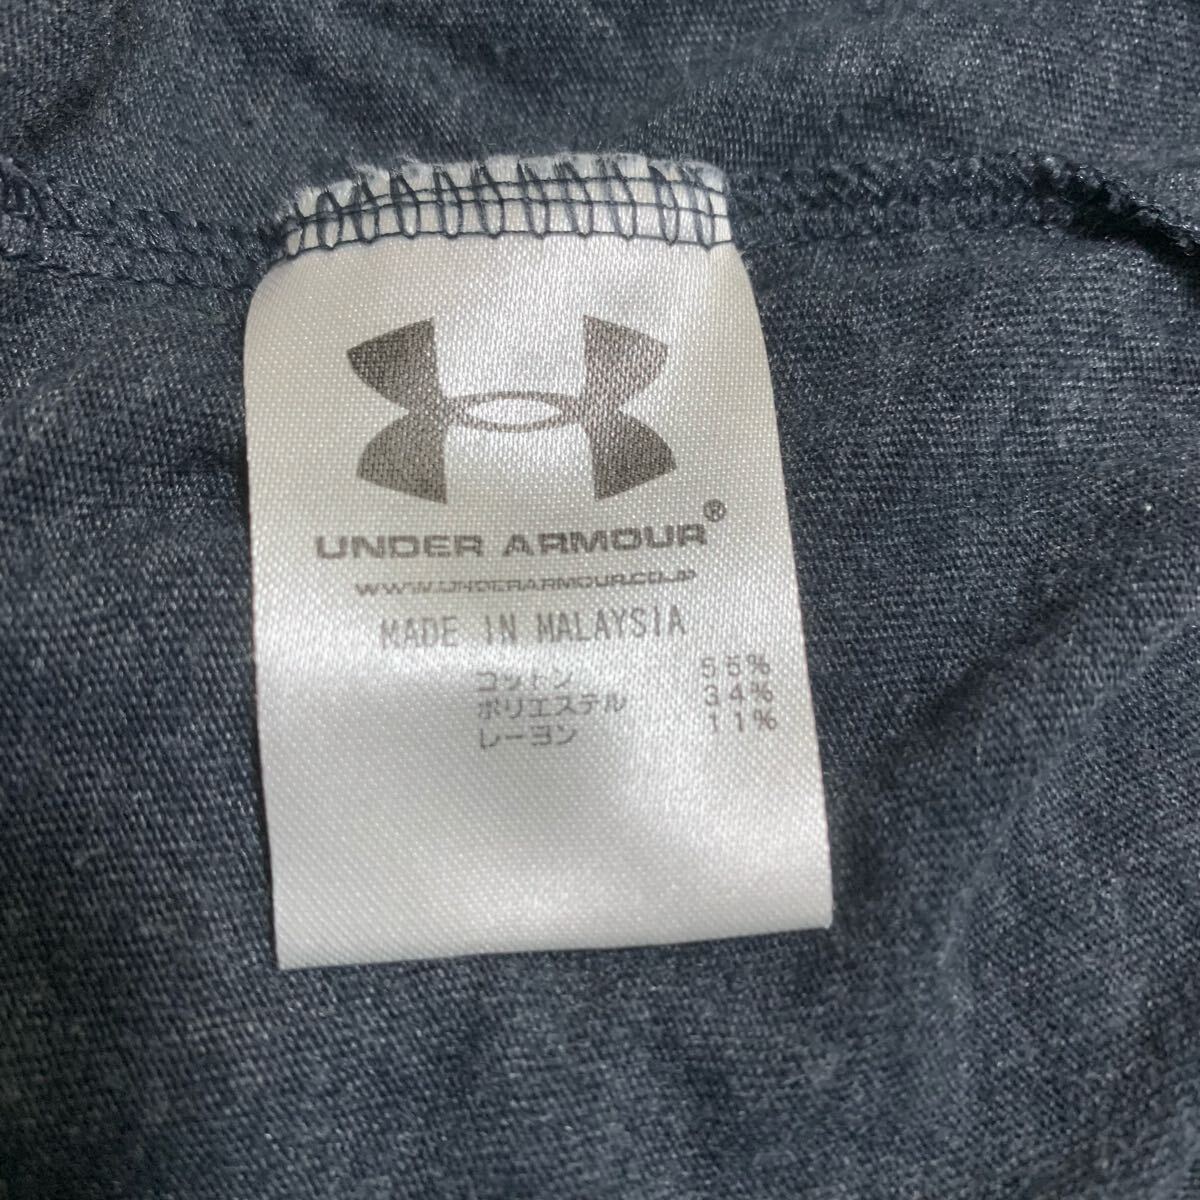 UNDER ARMOUR®
WWW.UNDERARMOUR.CO.JP
MADE IN MALAYSIA
コットン 55%
ポリエステル 34%
レーヨン 11%